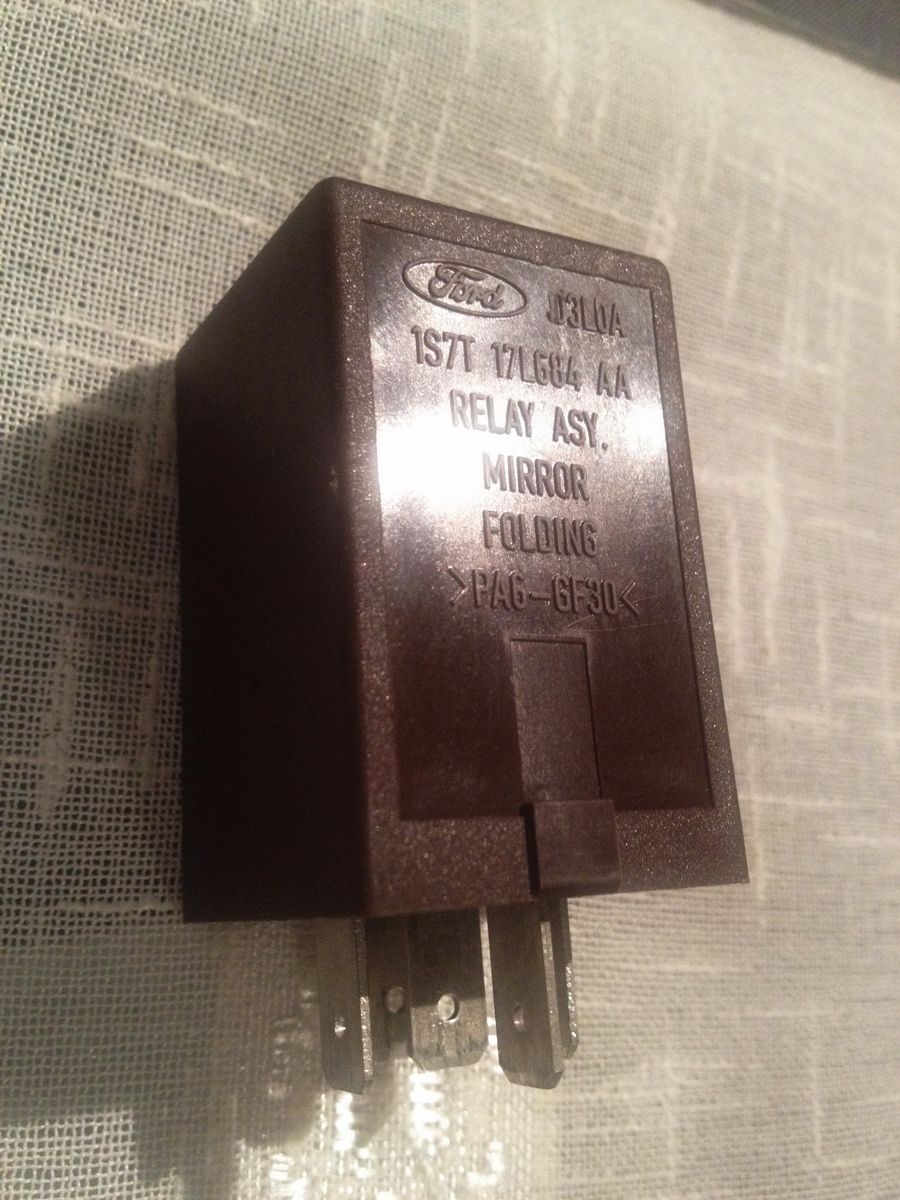 Ford J3L0A
1S7T 17L684 AA
RELAY ASY.
MIRROR
FOLDING
>PA6-GF30<